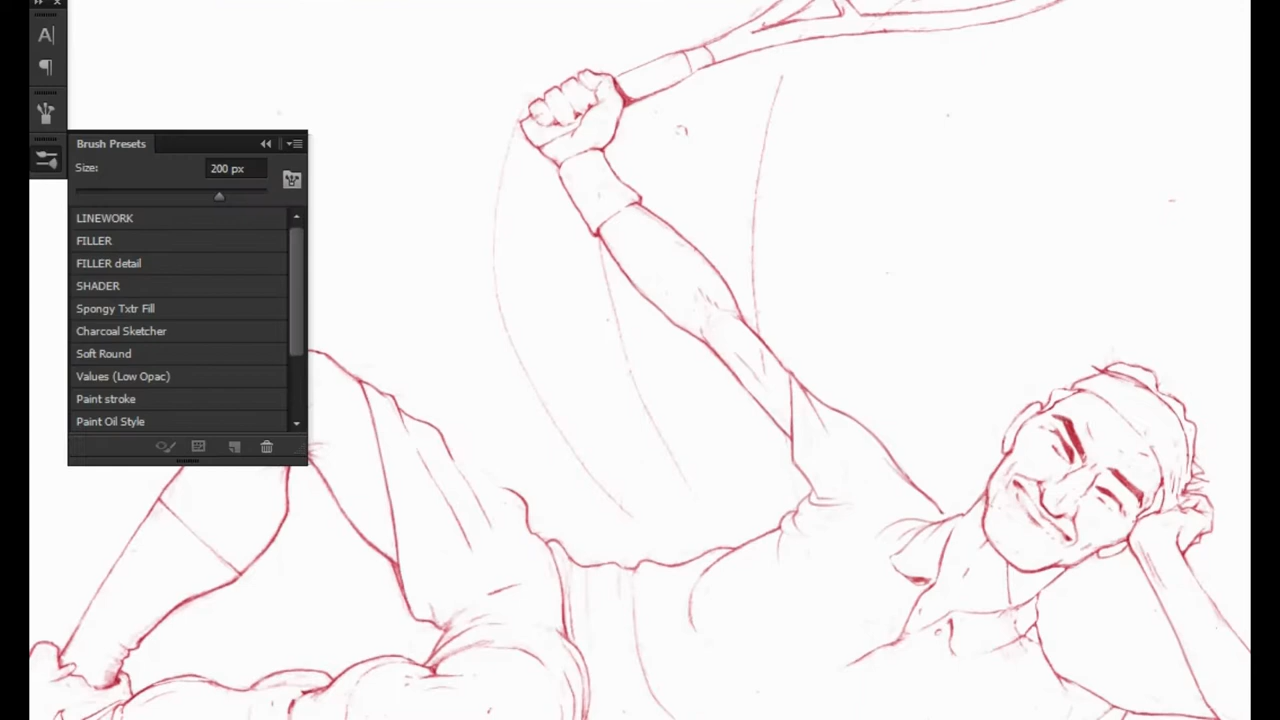 A|
¶
Brush Presets
Size:
200 px
LINEWORK
FILLER
FILLER detail
SHADER
Spongy Txtr Fill
Charcoal Sketcher
Soft Round
Values (Low Opac)
Paint stroke
Paint Oil Style